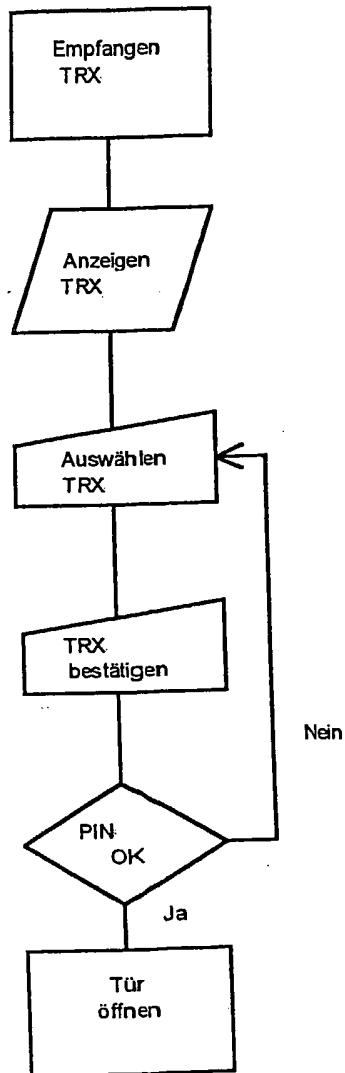 Empfangen
TRX
Anzeigen
TRX
Auswählen
TRX
TRX
bestätigen
Nein
PIN
OK
Ja
Tür
öffnen